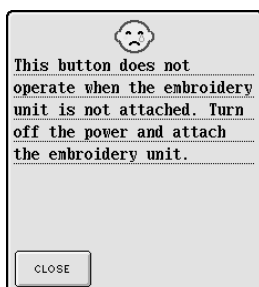 This button does not
operate when the embroidery
unit is not attached. Turn
off the power and attach
the embroidery unit.
CLOSE